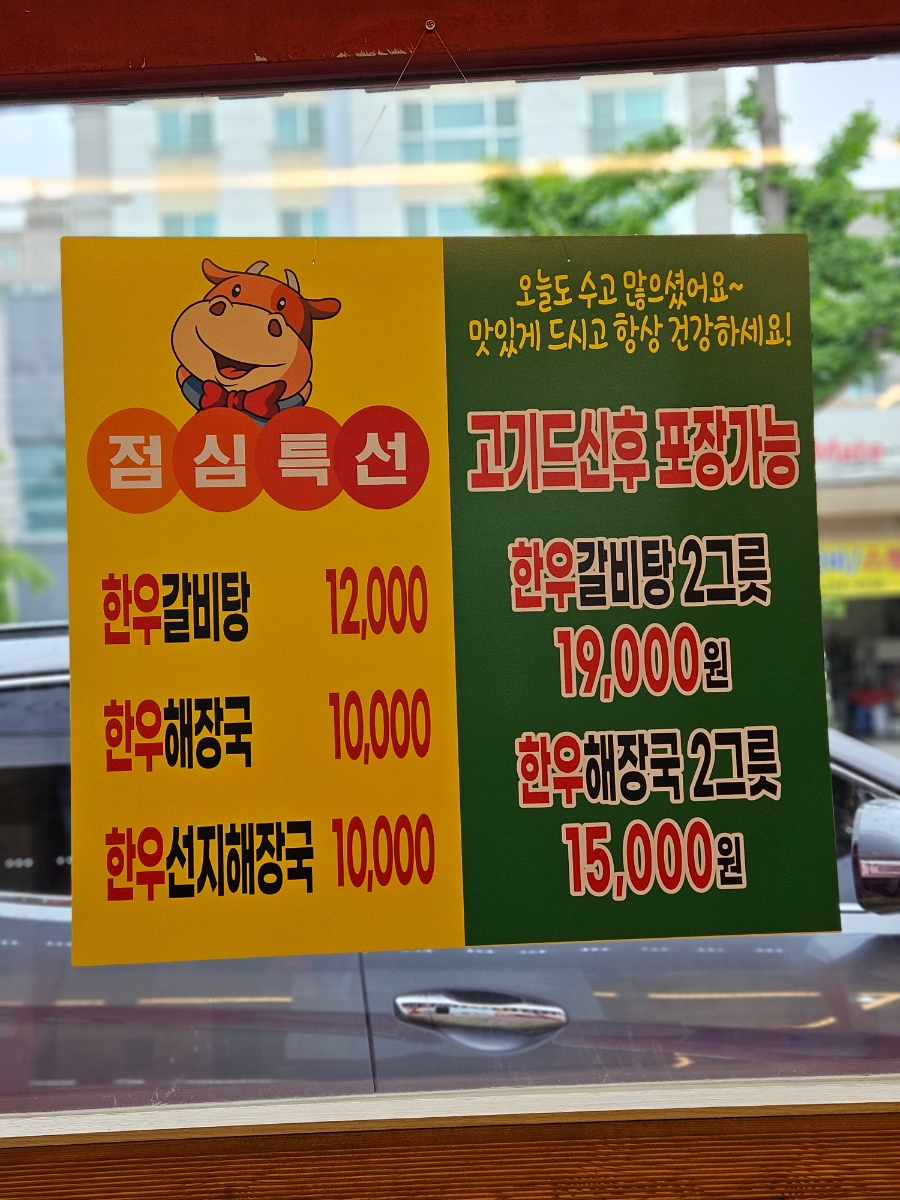 점심특선
한우갈비탕 12,000
한우해장국 10,000
한우선지해장국 10,000
오늘도 수고 많으셨어요~
맛있게 드시고 항상 건강하세요!
고기드신후 포장가능
한우갈비탕 2그릇
19,000원
한우해장국 2그릇
15,000원